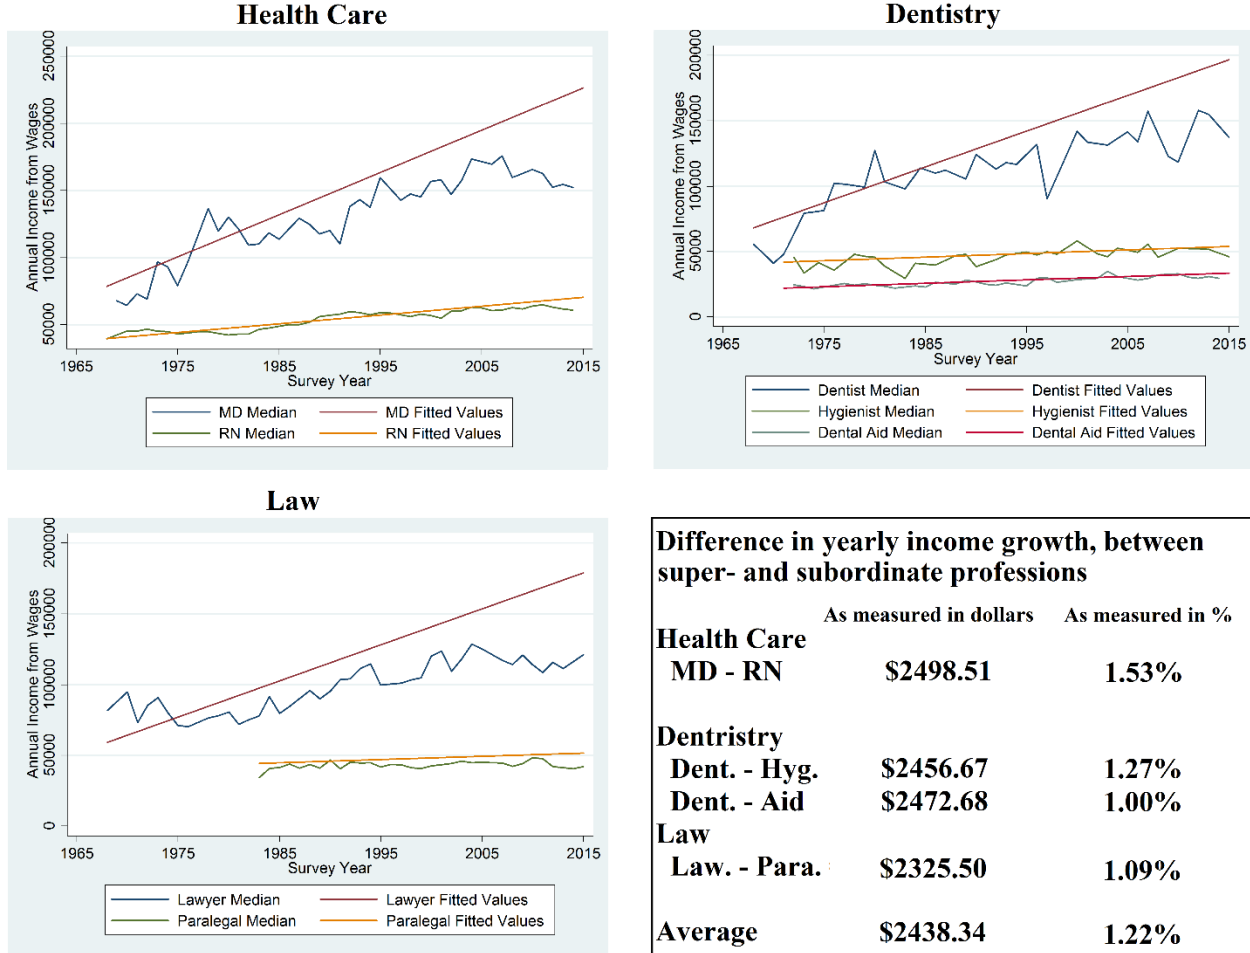 Health Care
250000
200000
150000
100000
50000
Annual Income from Wages
1965 1975 1985 1995 2005 2015
Survey Year
MD Median MD Fitted Values
RN Median RN Fitted Values
Dentistry
200000
150000
100000
50000
0
Annual Income from Wages
1965 1975 1985 1995 2005 2015
Survey Year
Dentist Median Dentist Fitted Values
Hygienist Median Hygienist Fitted Values
Dental Aid Median Dental Aid Fitted Values
Law
200000
150000
100000
50000
0
Annual Income from Wages
1965 1975 1985 1995 2005 2015
Survey Year
Lawyer Median Lawyer Fitted Values
Paralegal Median Paralegal Fitted Values
Difference in yearly income growth, between
super- and subordinate professions
As measured in dollars As measured in %
Health Care
MD - RN $2498.51 1.53%
Dentristry
Dent. - Hyg. $2456.67 1.27%
Dent. - Aid $2472.68 1.00%
Law
Law. - Para. $2325.50 1.09%
Average $2438.34 1.22%